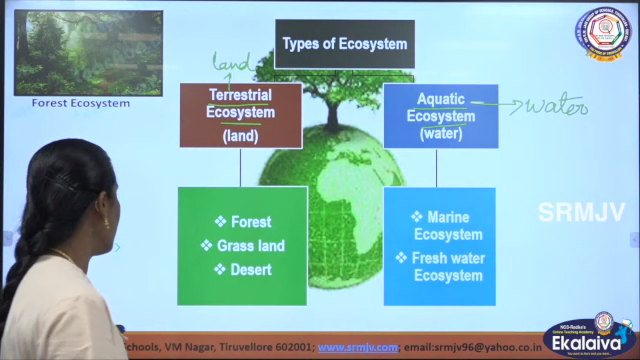 Types of Ecosystem
land
Terrestrial
Ecosystem
(land)
Aquatic
Ecosystem
(water)
water
Forest Ecosystem
❖ Forest
❖ Grass land
❖ Desert
❖ Marine
Ecosystem
❖ Fresh water
Ecosystem
SRMJV
chools, VM Nagar, Tiruvellore 602001; www.srmjv.com; email:srmjv96@yahoo.co.in
Ekalaiva